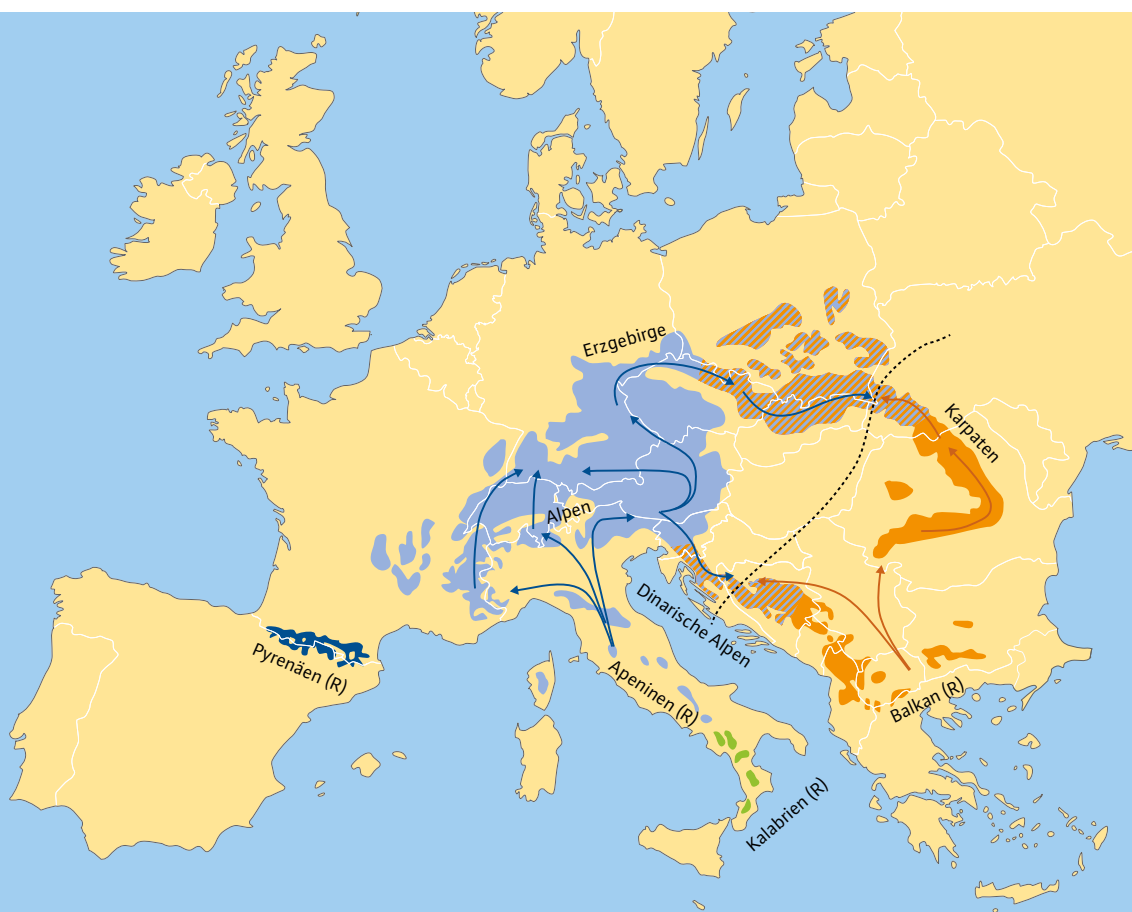 Erzgebirge
Karpaten
Alpen
Dinarische Alpen
Pyrenäen (R)
Apeninen (R)
Balkan (R)
Kalabrien (R)